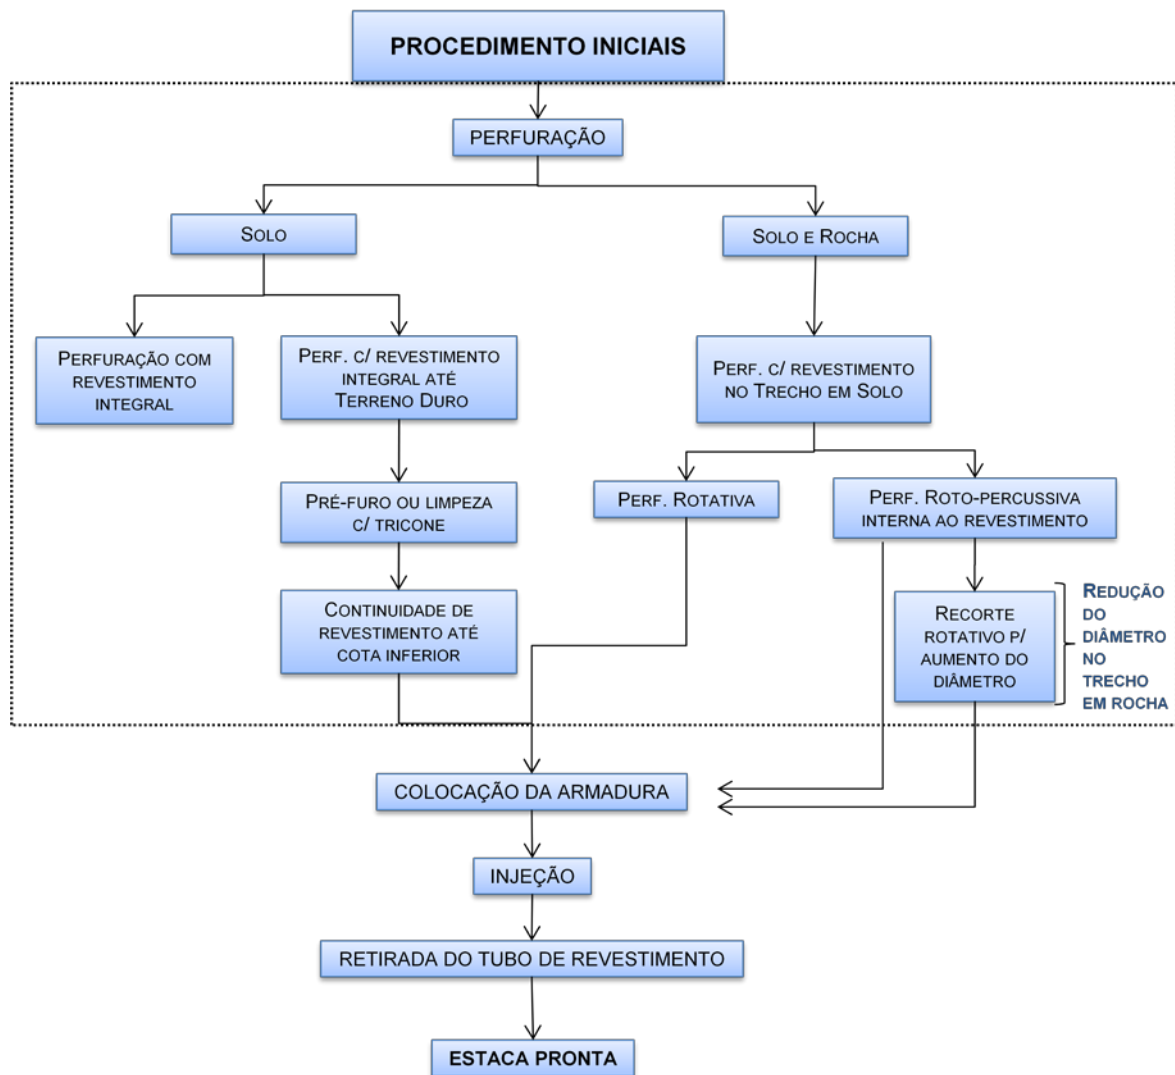 PROCEDIMENTO INICIAIS
PERFURAÇÃO
SOLO
SOLO E ROCHA
PERFURAÇÃO COM
REVESTIMENTO
INTEGRAL
PERF. C/ REVESTIMENTO
INTEGRAL ATÉ
TERRENO DURO
PERF. C/ REVESTIMENTO
NO TRECHO EM SOLO
PRÉ-FURO OU LIMPEZA
C/ TRICONE
PERF. ROTATIVA
PERF. ROTO-PERCUSSIVA
INTERNA AO REVESTIMENTO
CONTINUIDADE DE
REVESTIMENTO ATÉ
COTA INFERIOR
RECORTE
ROTATIVO P/
AUMENTO DO
DIÂMETRO
REDUÇÃO
DO
DIÂMETRO
NO
TRECHO
EM ROCHA
COLOCAÇÃO DA ARMADURA
INJEÇÃO
RETIRADA DO TUBO DE REVESTIMENTO
ESTACA PRONTA